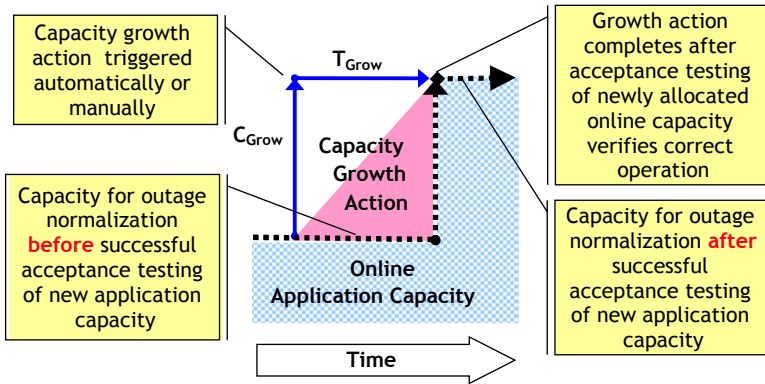 Capacity growth
action triggered
automatically or
manually
T_Grow
Growth action
completes after
acceptance testing
of newly allocated
online capacity
verifies correct
operation
C_Grow
Capacity
Growth
Action
Capacity for outage
normalization
before successful
acceptance testing
of new application
capacity
Online
Application Capacity
Capacity for outage
normalization after
successful
acceptance testing
of new application
capacity
Time